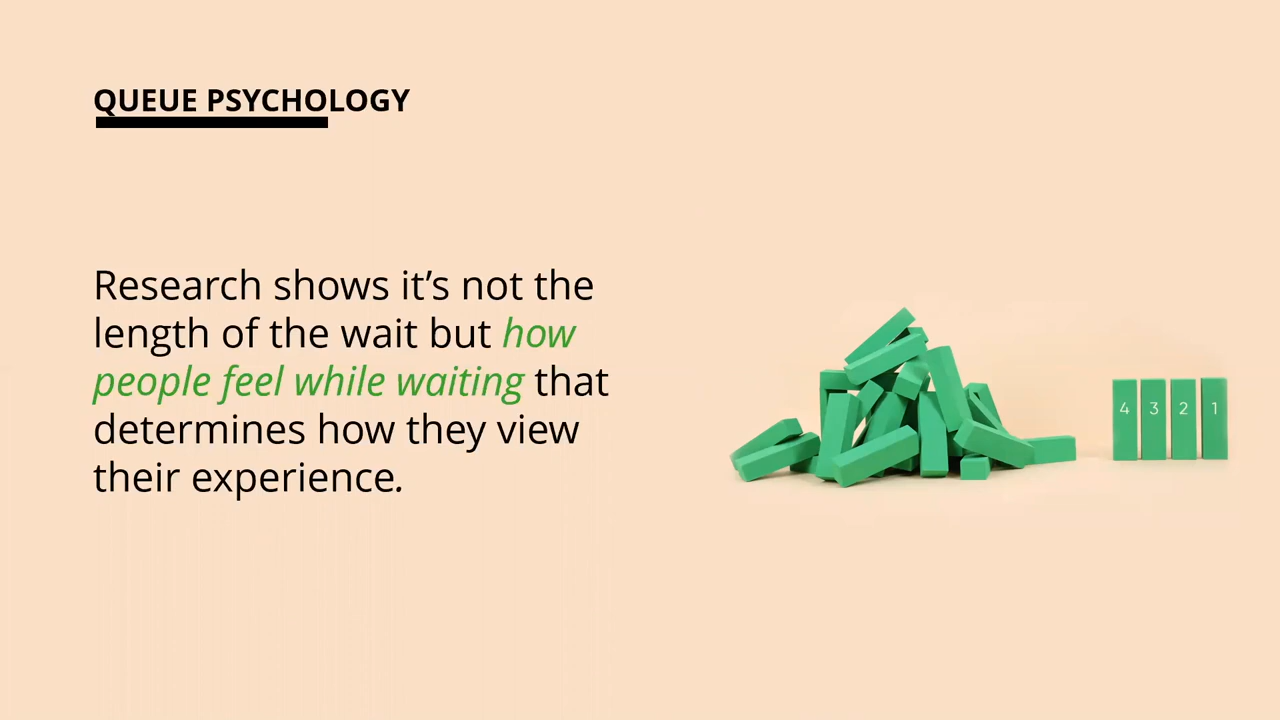 QUEUE PSYCHOLOGY
Research shows it’s not the
length of the wait but how
people feel while waiting that
determines how they view
their experience.
4 3 2 1